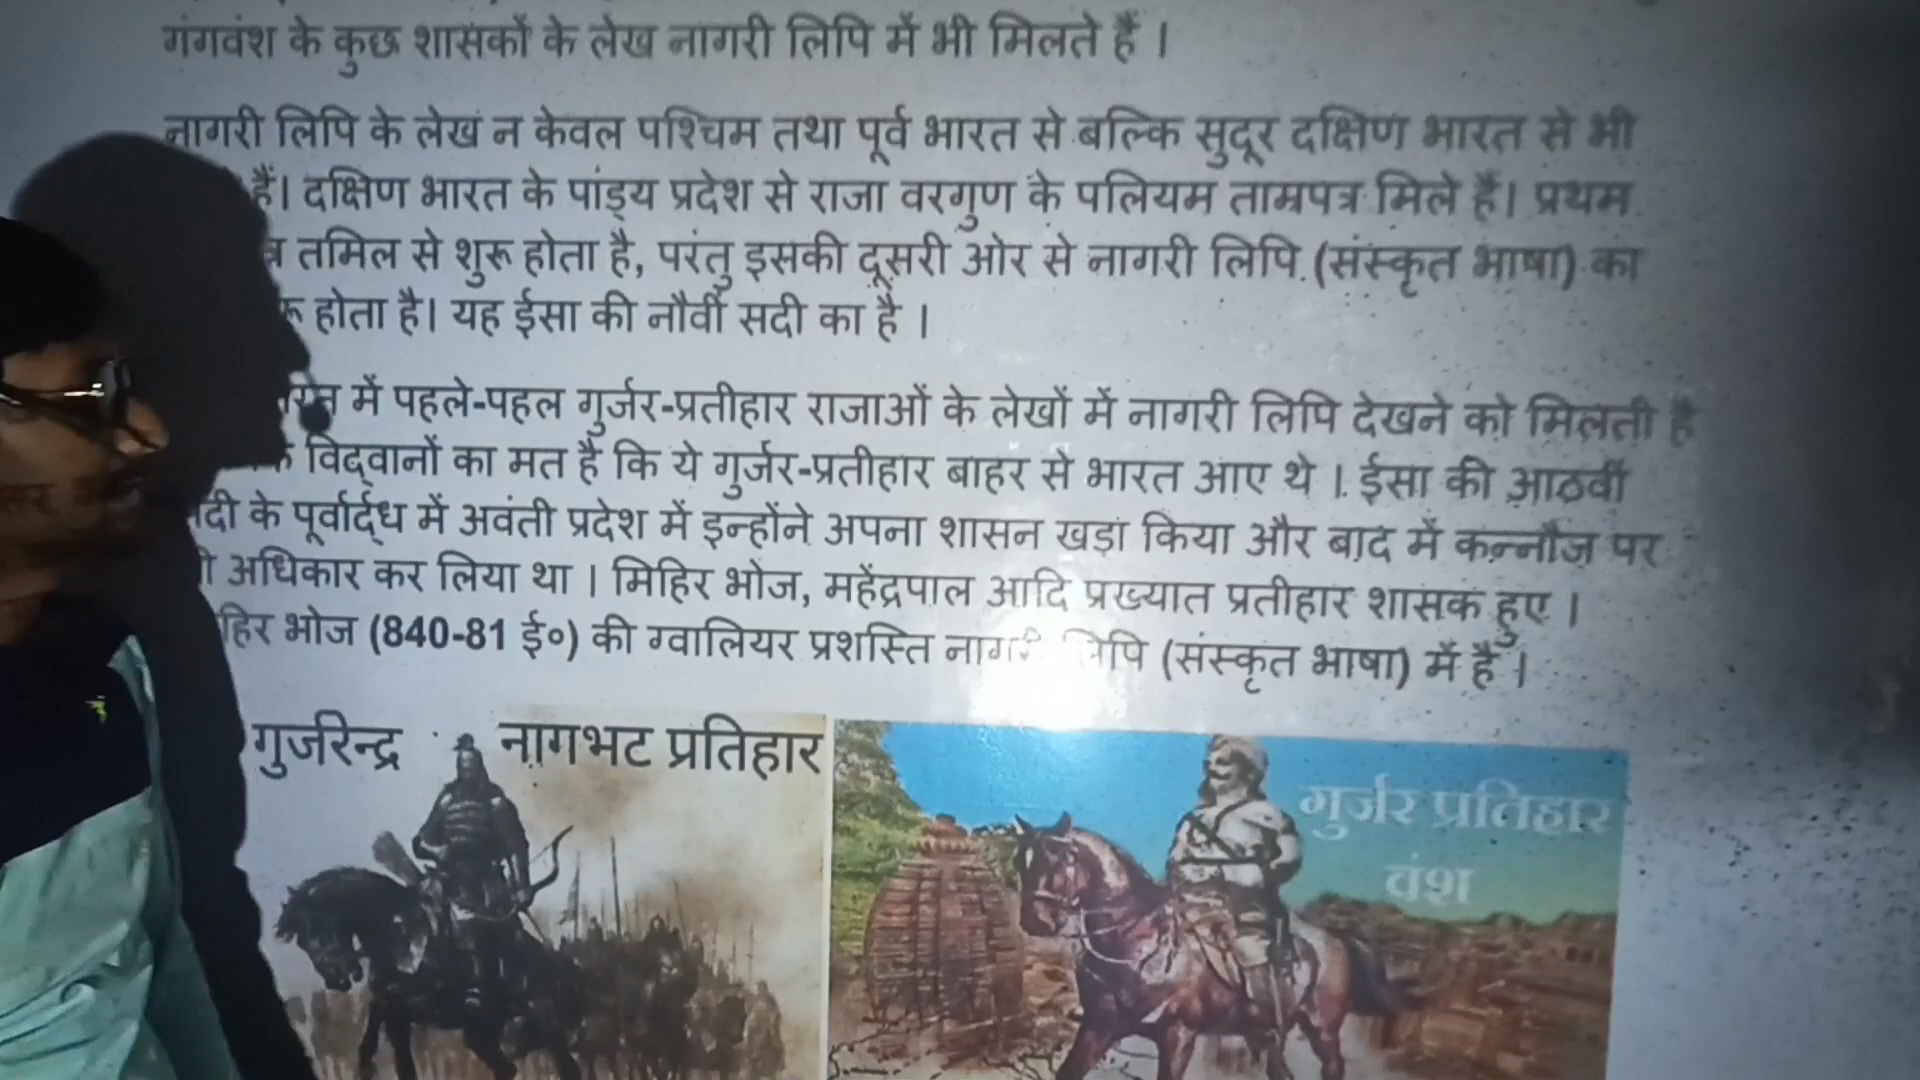 गंगवंश के कुछ शासकों के लेख नागरी लिपि में भी मिलते हैं ।
नागरी लिपि के लेख न केवल पश्चिम तथा पूर्व भारत से बल्कि सुदूर दक्षिण भारत से भी
हैं। दक्षिण भारत के पांड्य प्रदेश से राजा वरगुण के पलियम ताम्रपत्र मिले हैं। प्रथम
तमिल से शुरू होता है, परंतु इसकी दूसरी ओर से नागरी लिपि (संस्कृत भाषा) का
होता है। यह ईसा की नौवीं सदी का है ।
में पहले-पहल गुर्जर-प्रतीहार राजाओं के लेखों में नागरी लिपि देखने को मिलती है
विद्वानों का मत है कि ये गुर्जर-प्रतीहार बाहर से भारत आए थे । ईसा की आठवीं
के पूर्वार्द्ध में अवंती प्रदेश में इन्होंने अपना शासन खड़ा किया और बाद में कन्नौज पर
अधिकार कर लिया था । मिहिर भोज, महेंद्रपाल आदि प्रख्यात प्रतीहार शासक हुए ।
भोज (840-81 ई०) की ग्वालियर प्रशस्ति लिपि (संस्कृत भाषा) में है ।
गुर्जरेन्द्र नागभट प्रतिहार
गुर्जर प्रतिहार
वंश